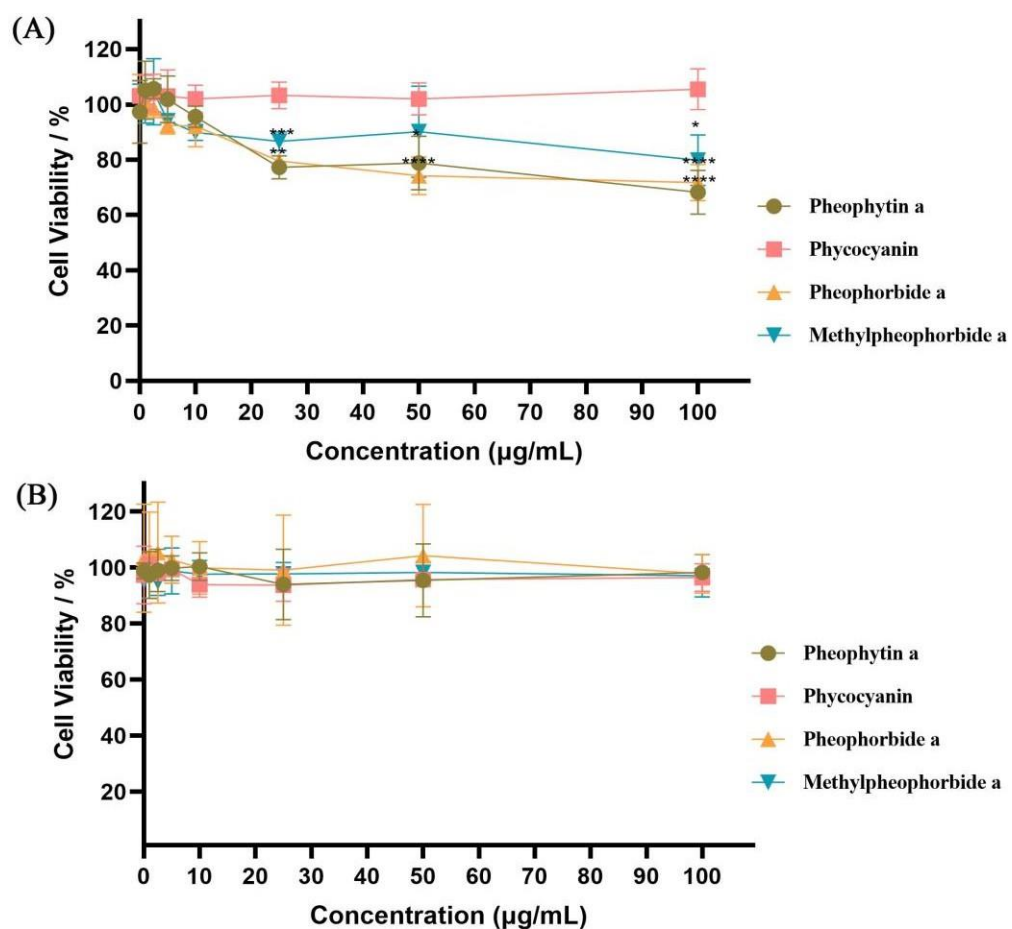 (A)
120
100
80
60
40
20
0
Cell Viability / %
*** * *
** **** ****
****
0 10 20 30 40 50 60 70 80 90 100
Concentration (µg/mL)
Pheophytin a
Phycocyanin
Pheophorbide a
Methylpheophorbide a
(B)
120
100
80
60
40
20
Cell Viability / %
0 10 20 30 40 50 60 70 80 90 100
Concentration (µg/mL)
Pheophytin a
Phycocyanin
Pheophorbide a
Methylpheophorbide a